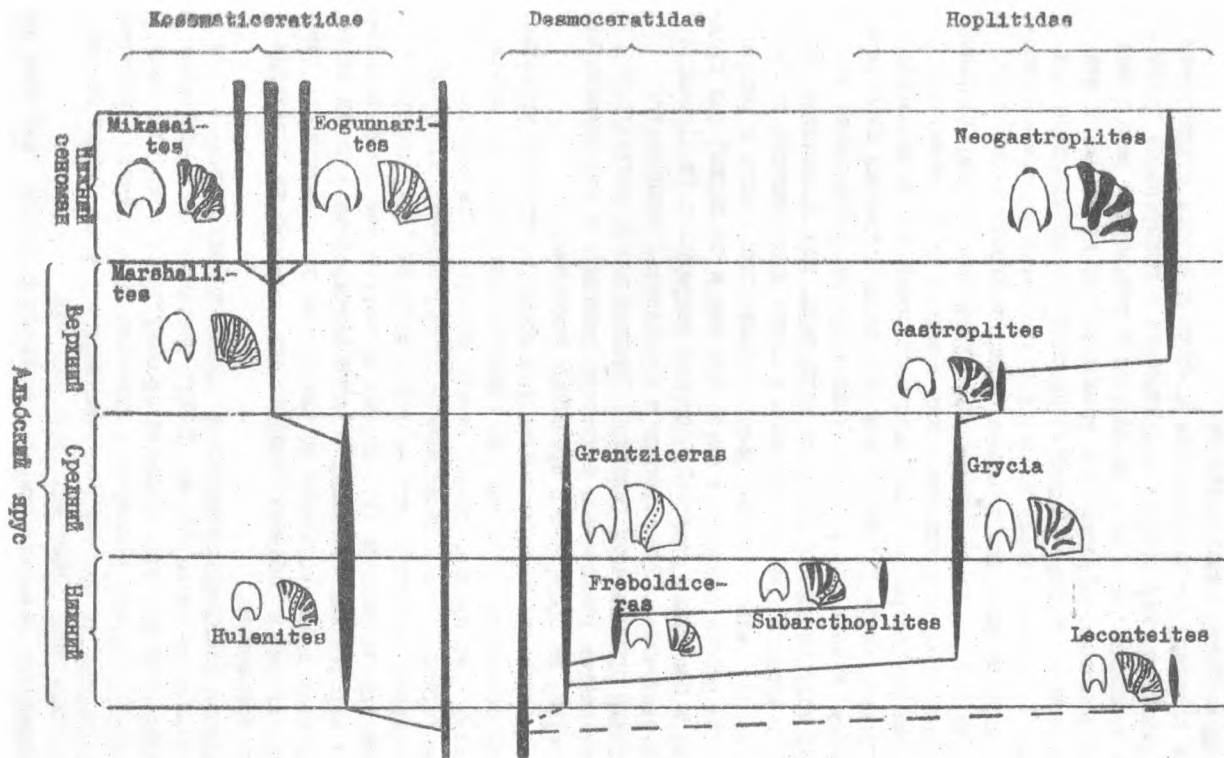 Kossmaticeratidae Desmoceratidae Hoplitidae
Mikasai-
tes
Eogunnari-
tes
Neogastroplites
Нижний
сеноман
Marshalli-
tes
Gastroplites
Верхний
Альбский ярус
Grantziceras
Grycia
Средний
Freboldice-
ras
Subarcthoplites
Leconteites
Hulenites
Нижний